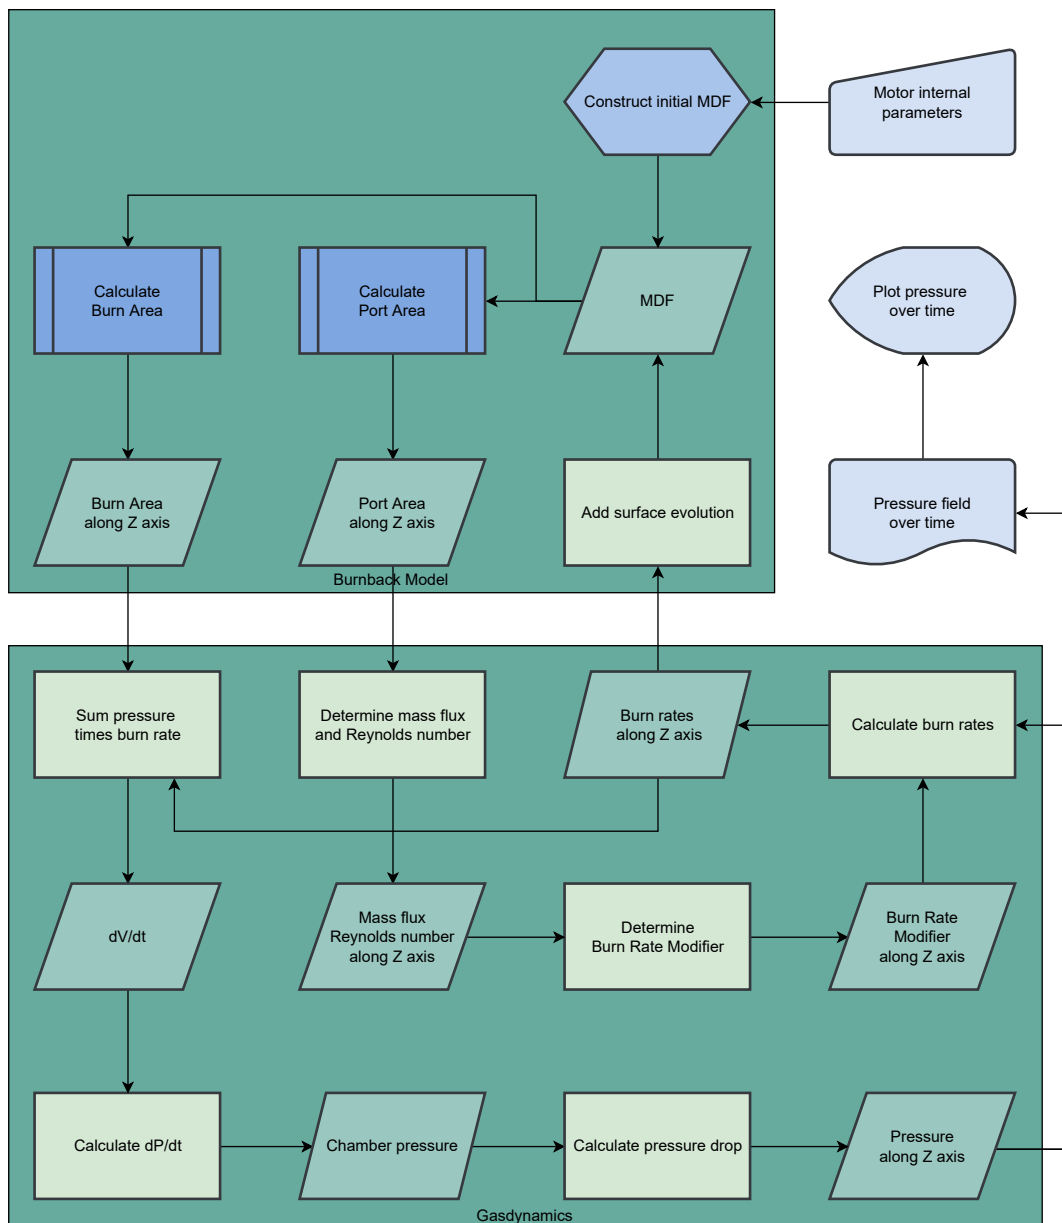 Construct initial MDF
Motor internal
parameters
Calculate
Burn Area
Calculate
Port Area
MDF
Plot pressure
over time
Burn Area
along Z axis
Port Area
along Z axis
Add surface evolution
Pressure field
over time
Burnback Model
Sum pressure
times burn rate
Determine mass flux
and Reynolds number
Burn rates
along Z axis
Calculate burn rates
dV/dt
Mass flux
Reynolds number
along Z axis
Determine
Burn Rate Modifier
Burn Rate
Modifier
along Z axis
Calculate dP/dt
Chamber pressure
Calculate pressure drop
Pressure
along Z axis
Gasdynamics